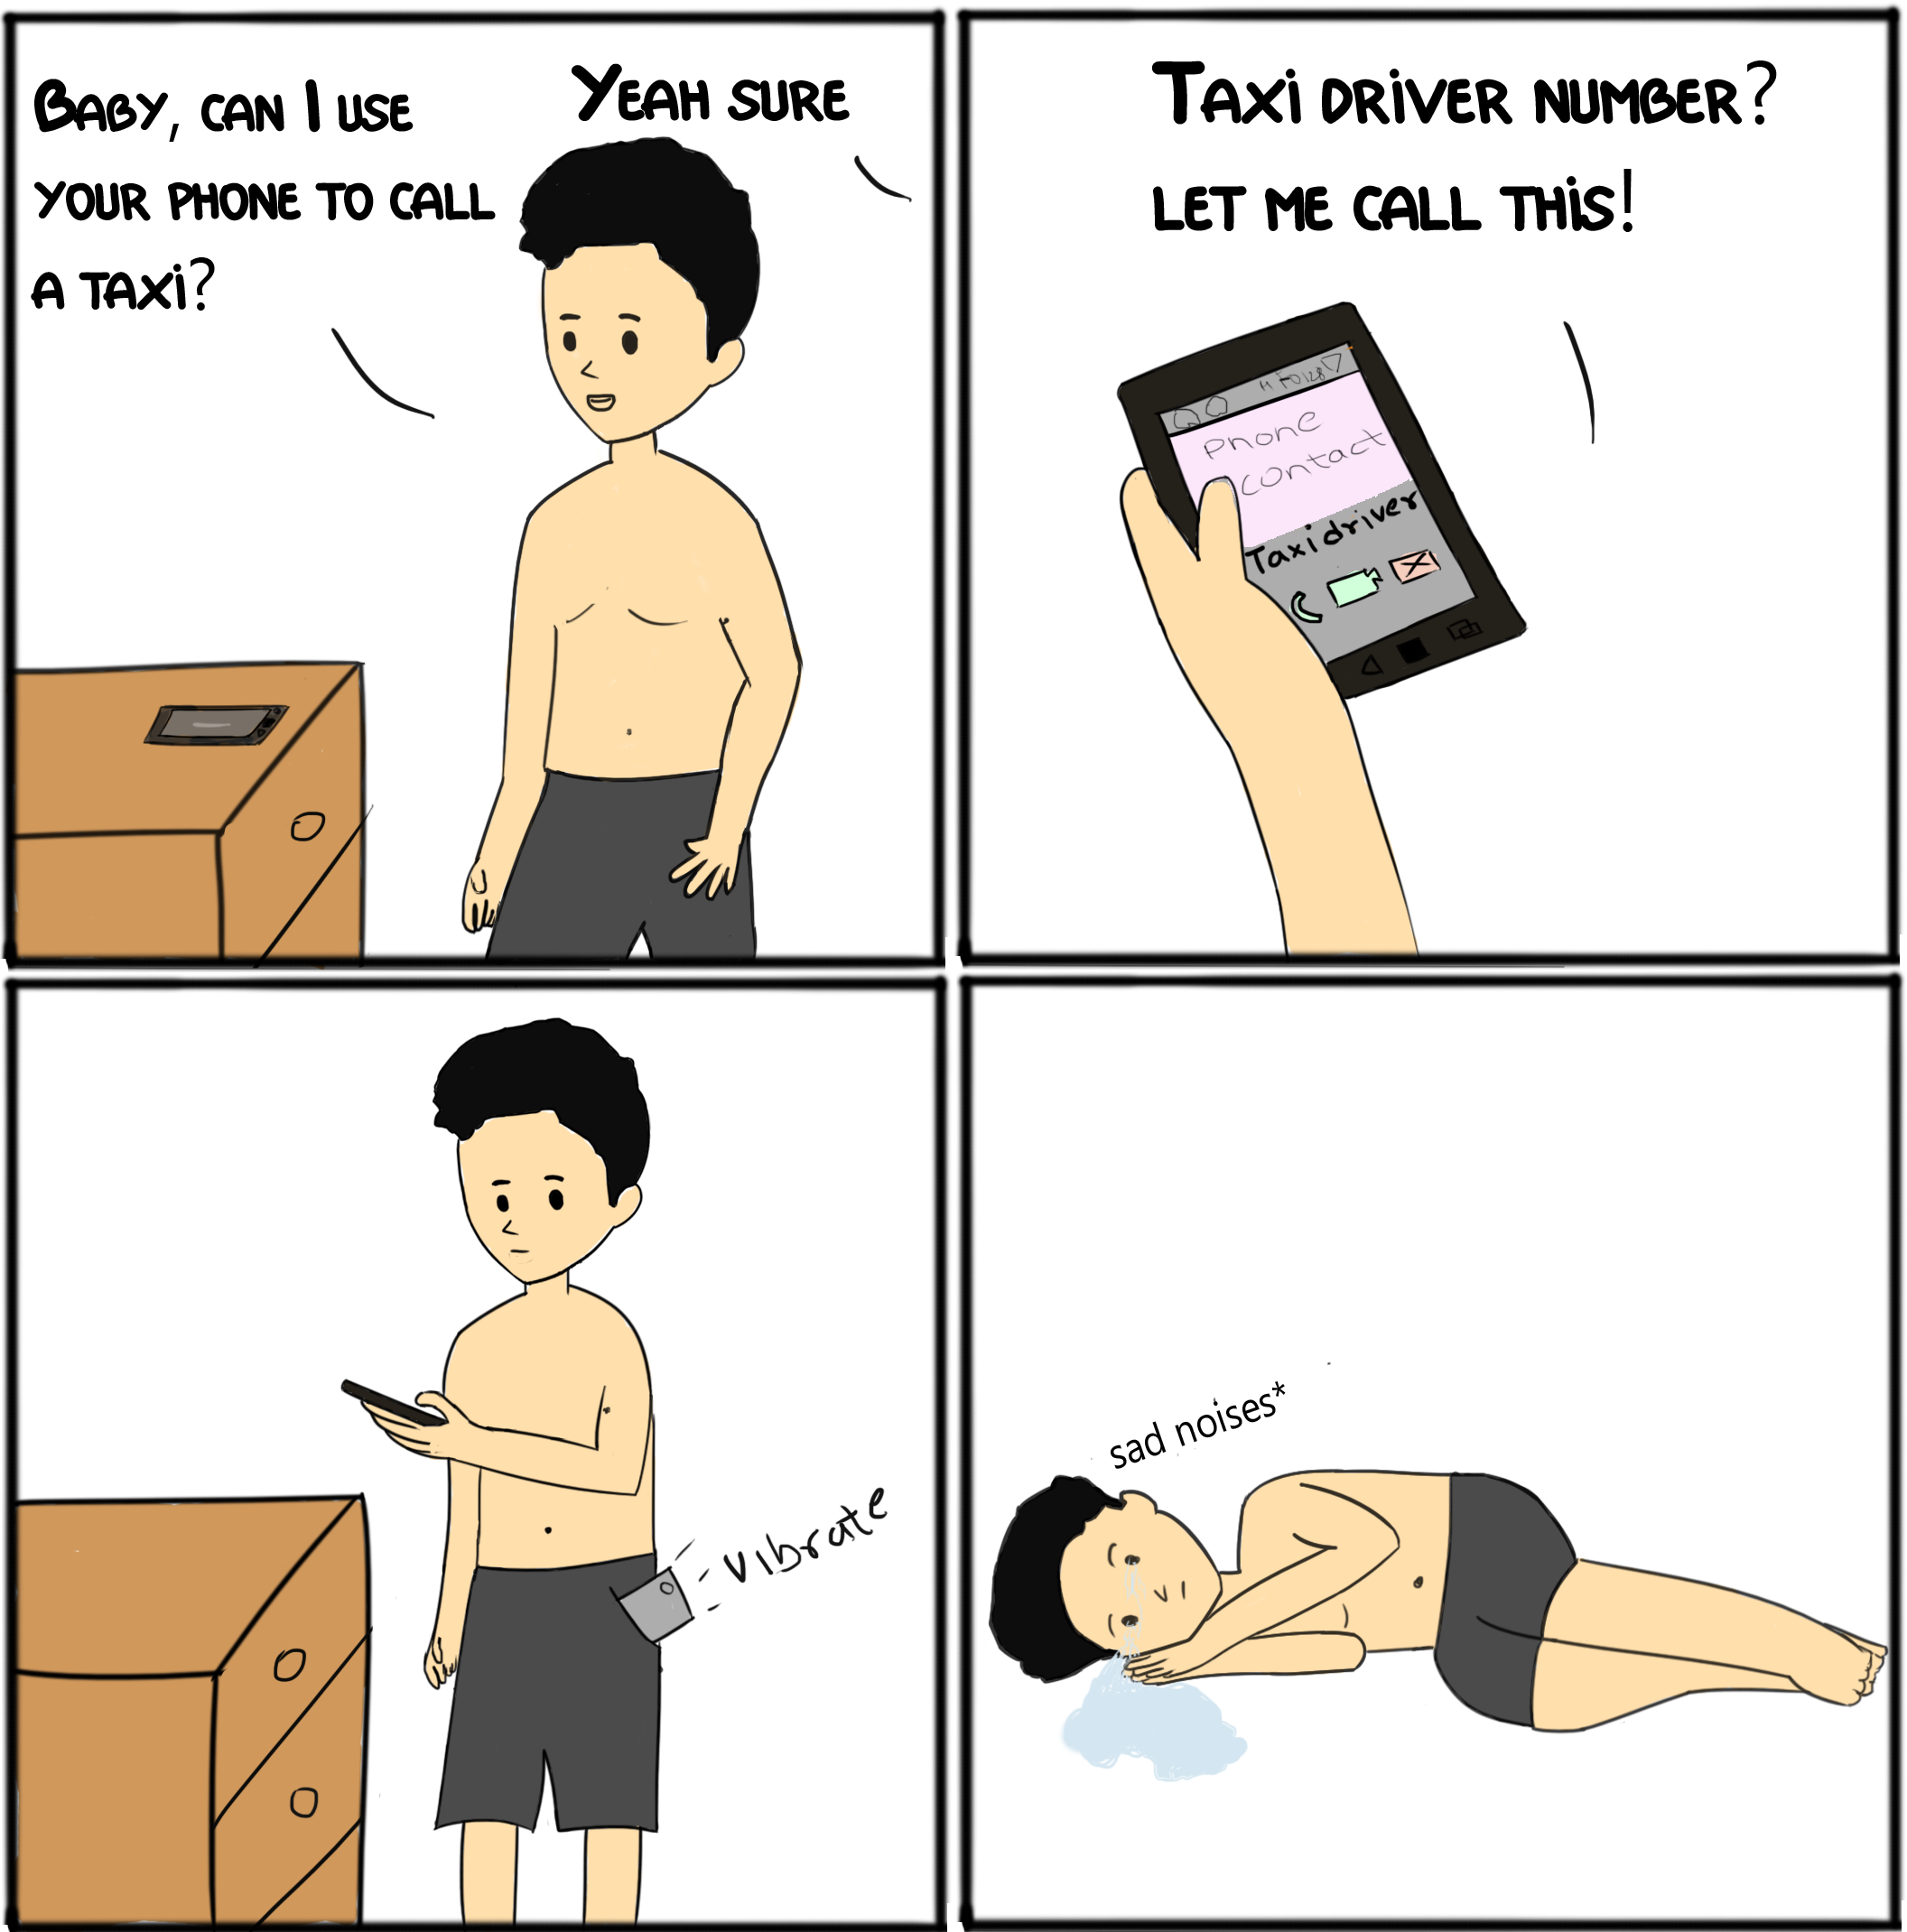 Baby, can I use
your phone to call
a taxi?
Yeah sure
Taxi driver number?
let me call this!
phone
contact
Taxi driver
vibrate
sad noises*